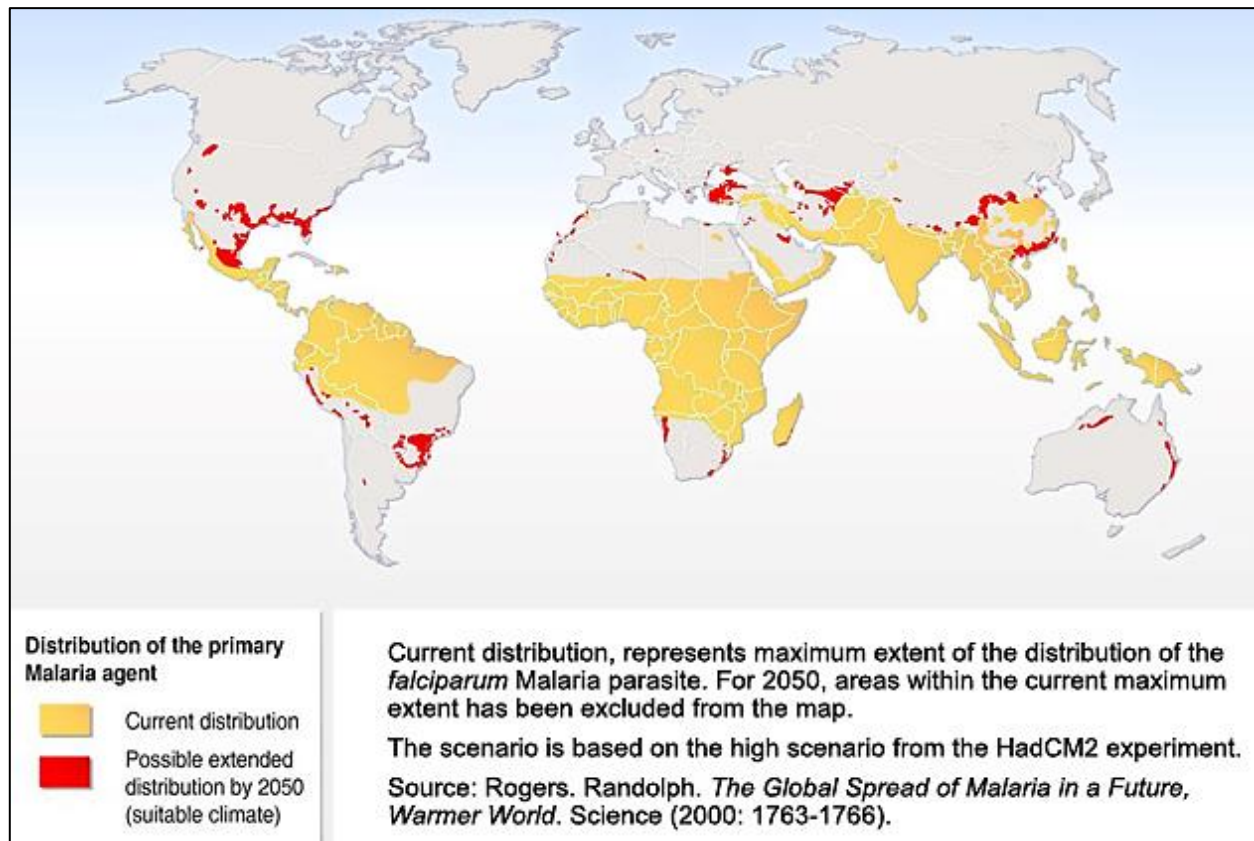 Distribution of the primary
Malaria agent
Current distribution
Possible extended
distribution by 2050
(suitable climate)
Current distribution, represents maximum extent of the distribution of the
falciparum Malaria parasite. For 2050, areas within the current maximum
extent has been excluded from the map.
The scenario is based on the high scenario from the HadCM2 experiment.
Source: Rogers. Randolph. The Global Spread of Malaria in a Future,
Warmer World. Science (2000: 1763-1766).